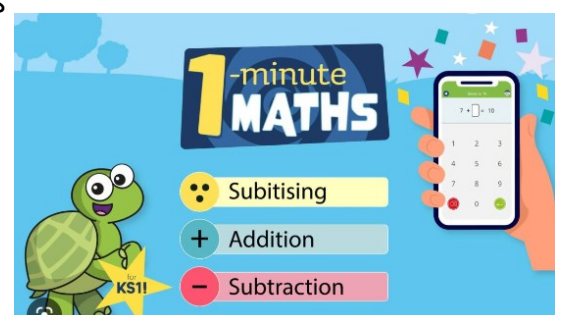 s
1-minute
MATHS
7 + = 10
1 2 3
4 5 6
7 8 9
0
Subitising
+ Addition
- Subtraction
for
KS1!